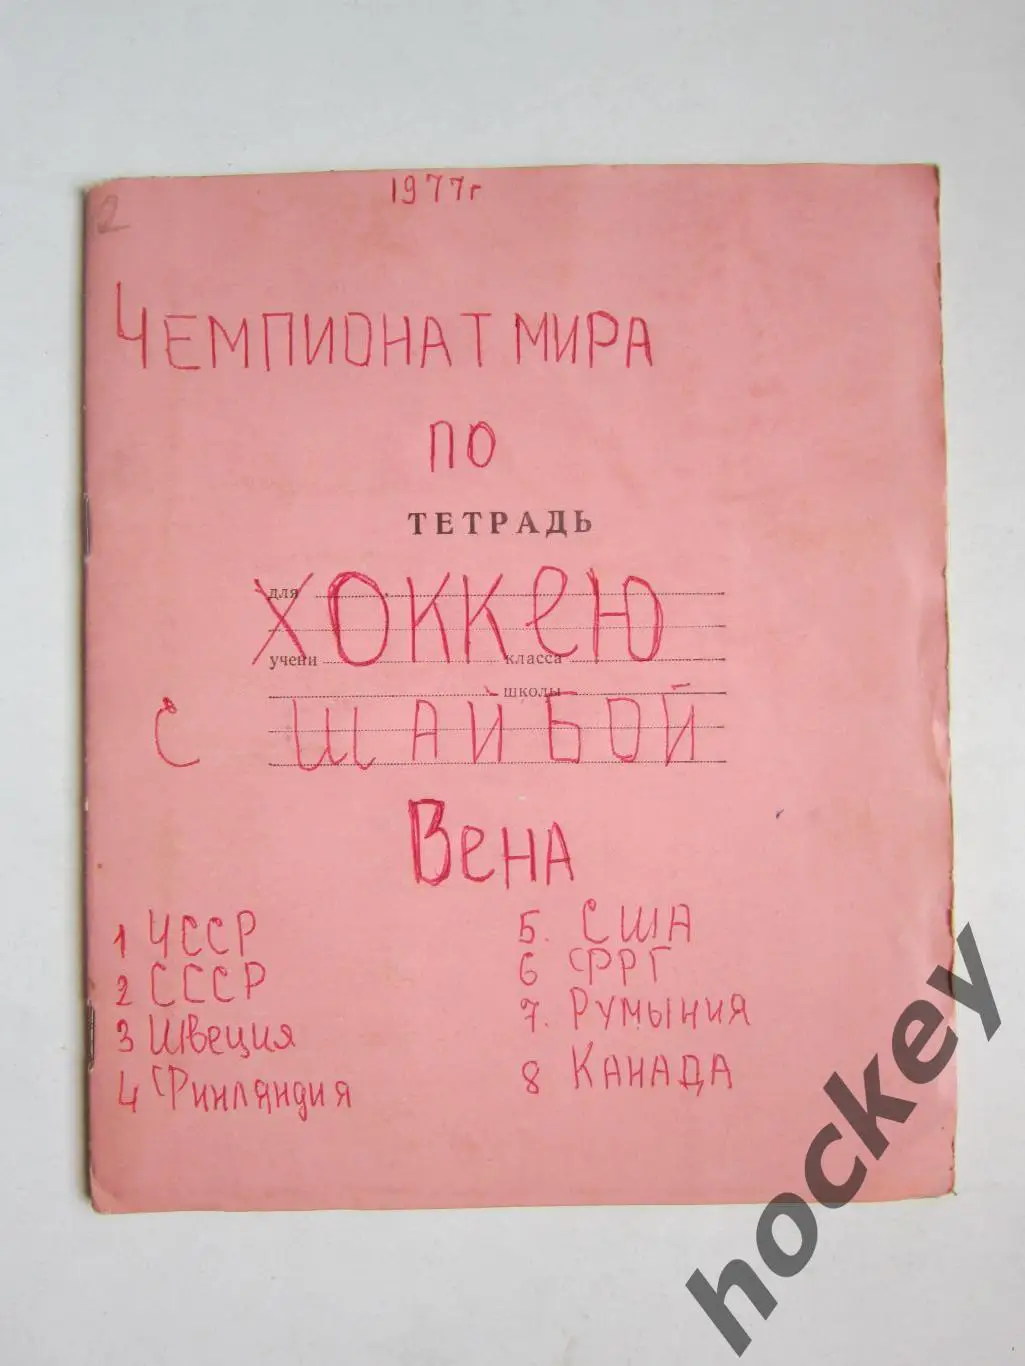 1977г
2
ЧЕМПИОНАТ МИРА
ПО
ТЕТРАДЬ
для
ХОККЕЮ
учени класса
школы
С ШАЙБОЙ
ВЕНА
1 ЧССР
2 СССР
3 Швеция
4 Финляндия
5. США
6 ФРГ
7. Румыния
8 Канада
hockey